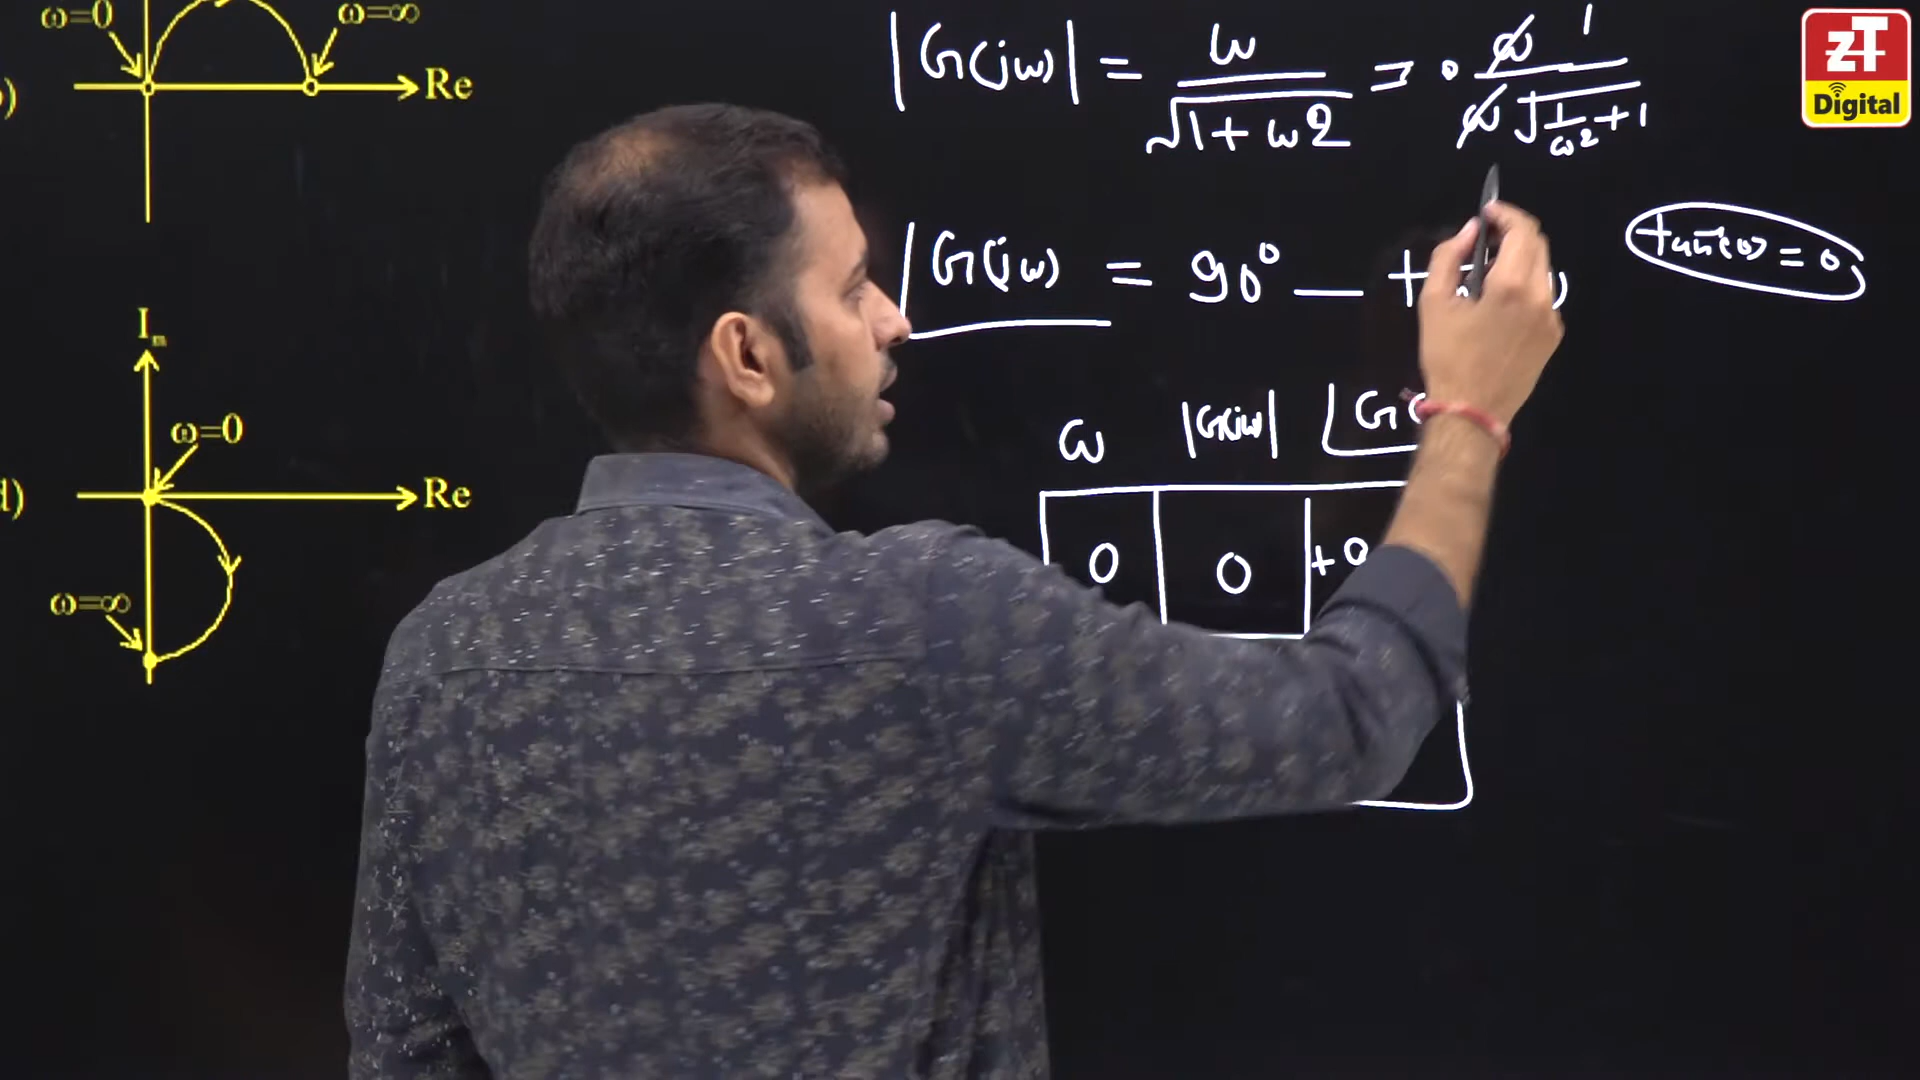 ω=0
ω=∞
Re
|G(jω)| = ω / √1+ω2 = ω 1 / ω √1/ω² + 1
zT
Digital
tan⁻¹(0) = 0
∠G(jω) = 90° —
Im
ω |G(jω)| ∠G(
ω=0
Re
0 0 +
ω=∞